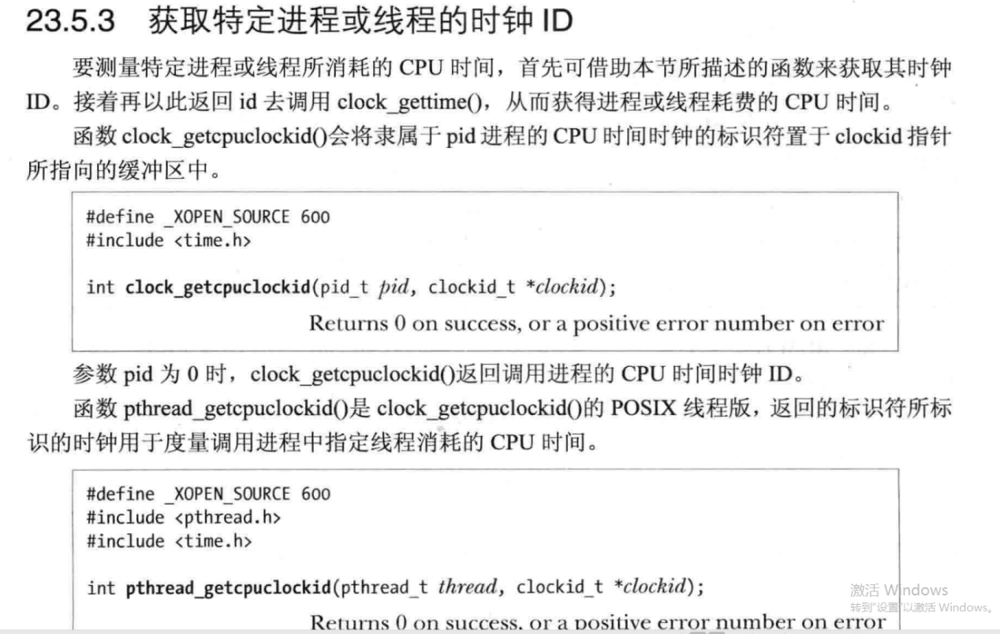 23.5.3 获取特定进程或线程的时钟 ID
要测量特定进程或线程所消耗的 CPU 时间，首先可借助本节所描述的函数来获取其时钟
ID。接着再以此返回 id 去调用 clock_gettime()，从而获得进程或线程耗费的 CPU 时间。
函数 clock_getcpuclockid()会将隶属于 pid 进程的 CPU 时间时钟的标识符置于 clockid 指针
所指向的缓冲区中。
#define _XOPEN_SOURCE 600
#include <time.h>
int clock_getcpuclockid(pid_t pid, clockid_t *clockid);
Returns 0 on success, or a positive error number on error
参数 pid 为 0 时，clock_getcpuclockid()返回调用进程的 CPU 时间时钟 ID。
函数 pthread_getcpuclockid()是 clock_getcpuclockid()的 POSIX 线程版，返回的标识符所标
识的时钟用于度量调用进程中指定线程消耗的 CPU 时间。
#define _XOPEN_SOURCE 600
#include <pthread.h>
#include <time.h>
int pthread_getcpuclockid(pthread_t thread, clockid_t *clockid);
激活 Windows
转到"设置"以激活 Windows。
Returns 0 on success, or a positive error number on error